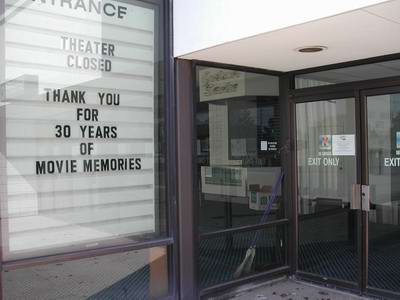 ENTRANCE
THEATER
CLOSED
THANK YOU
FOR
30 YEARS
OF
MOVIE MEMORIES
EXIT ONLY
EXIT